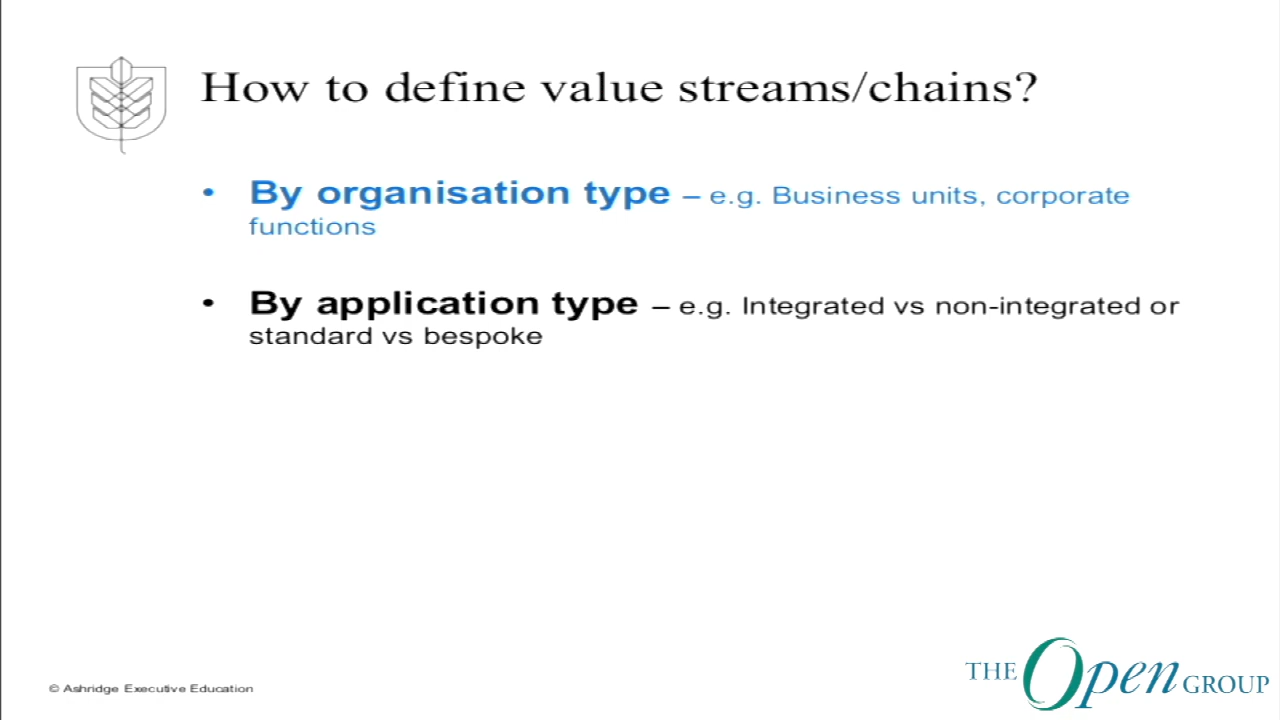 How to define value streams/chains?
• By organisation type – e.g. Business units, corporate
functions
• By application type – e.g. Integrated vs non-integrated or
standard vs bespoke
© Ashridge Executive Education
THE Open GROUP